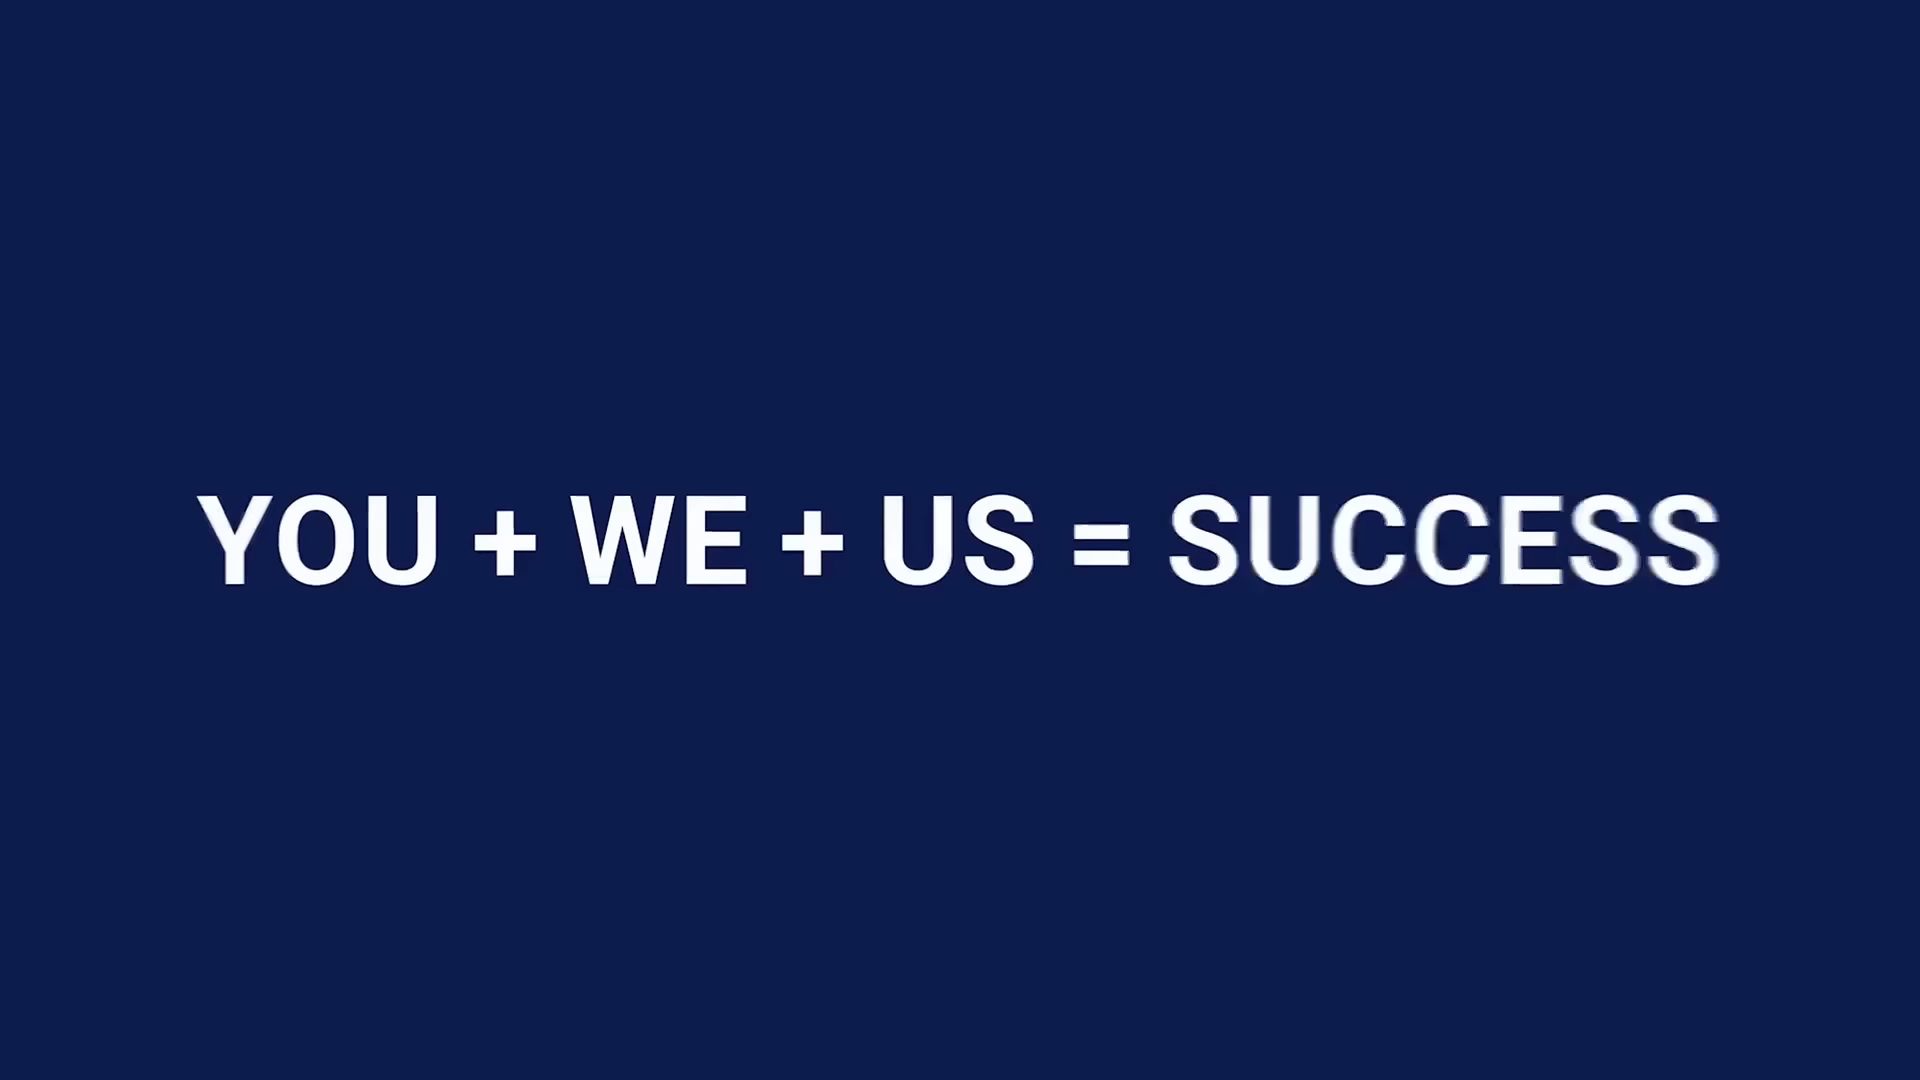 YOU + WE + US = SUCCESS